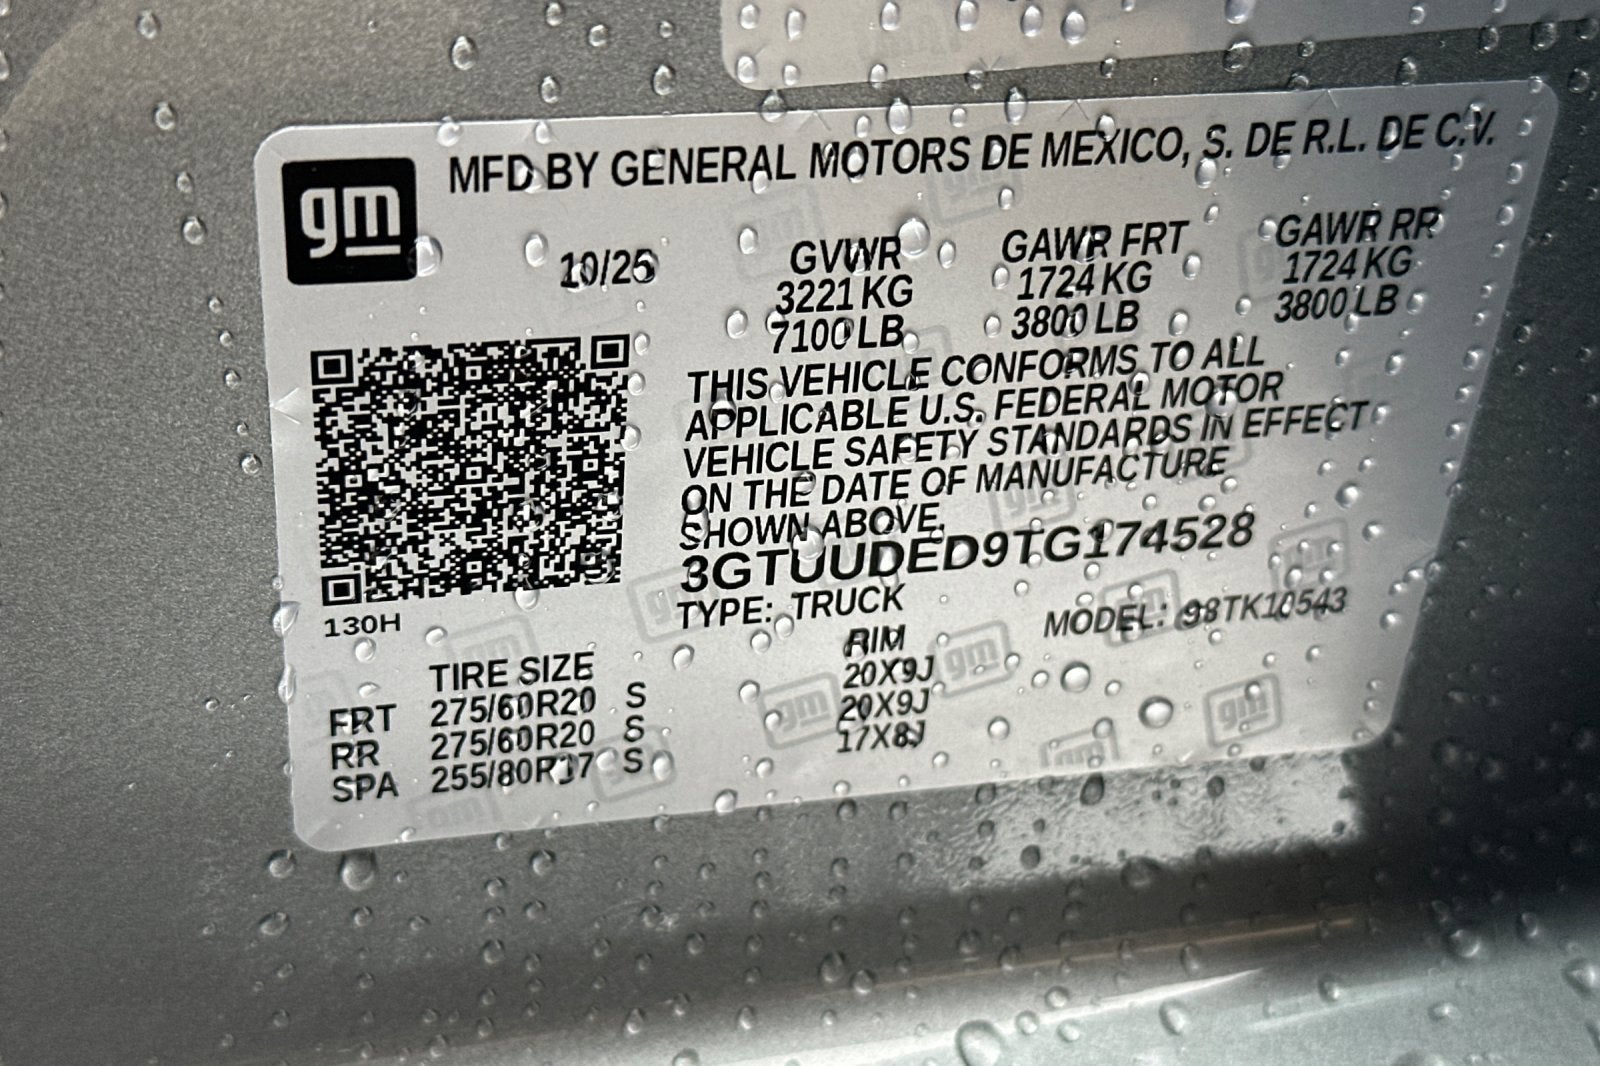 gm
MFD BY GENERAL MOTORS DE MEXICO, S. DE R.L. DE C.V.
10/25 GVWR GAWR FRT GAWR RR
3221 KG 1724 KG 1724 KG
7100 LB 3800 LB 3800 LB
THIS VEHICLE CONFORMS TO ALL
APPLICABLE U.S. FEDERAL MOTOR
VEHICLE SAFETY STANDARDS IN EFFECT
ON THE DATE OF MANUFACTURE
SHOWN ABOVE.
3GTUUDED9TG174528
130H
TYPE: TRUCK MODEL: 98TK10543
TIRE SIZE RIM
FRT 275/60R20 S 20X9J
RR 275/60R20 S 20X9J
SPA 255/80R17 S 17X8J